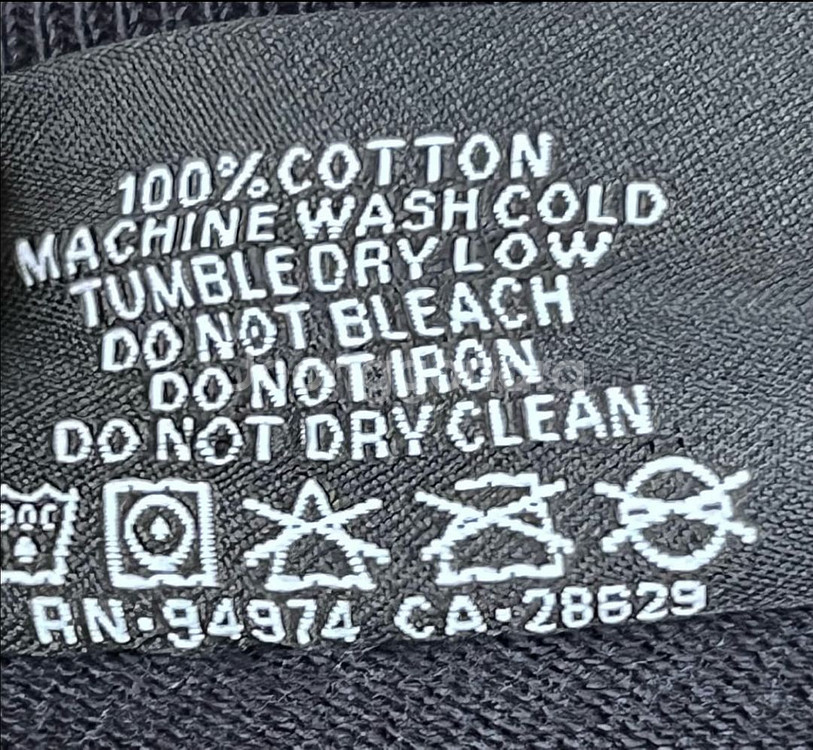 100% COTTON
MACHINE WASH COLD
TUMBLE DRY LOW
DO NOT BLEACH
DO NOT IRON
DO NOT DRY CLEAN
30C
RN·94974 CA·28629